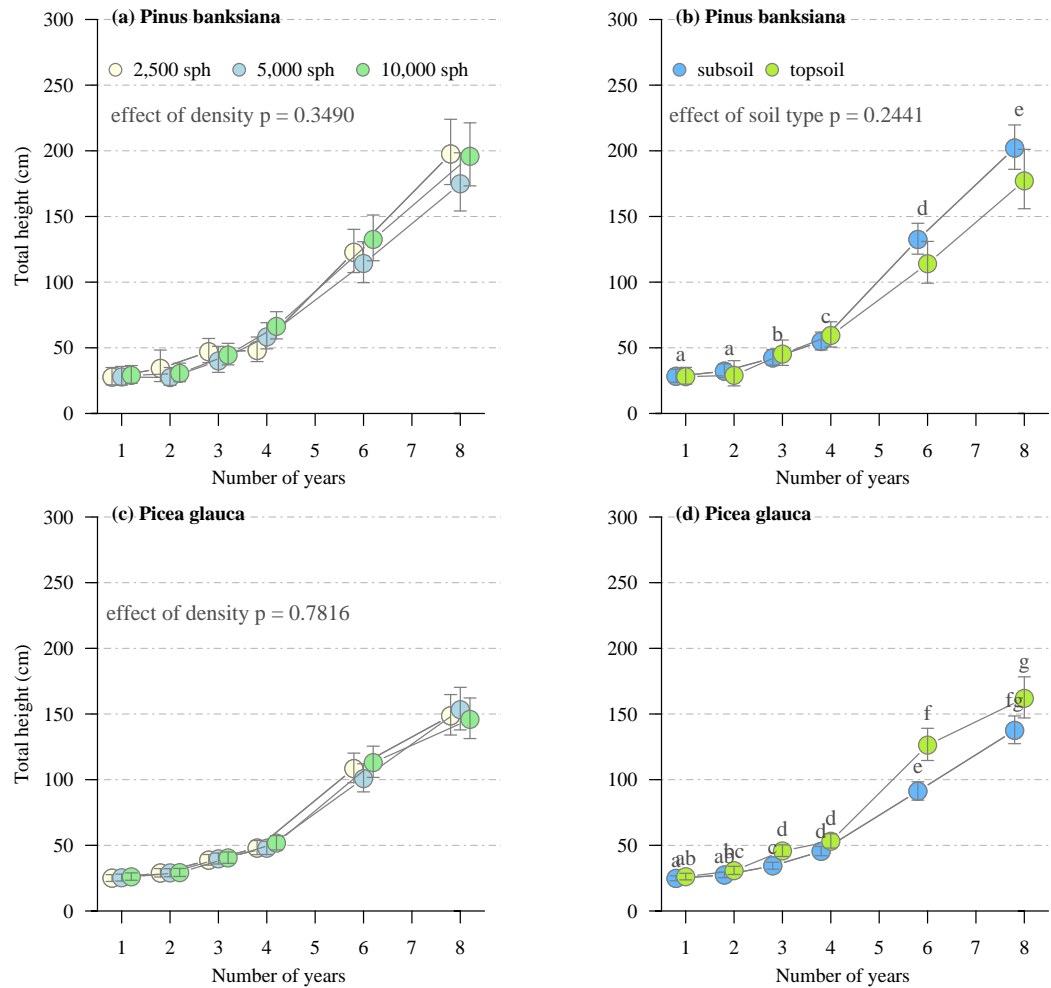 (a) Pinus banksiana
2,500 sph 5,000 sph 10,000 sph
effect of density p = 0.3490
Total height (cm)
300
250
200
150
100
50
0
1 2 3 4 5 6 7 8
Number of years
(b) Pinus banksiana
subsoil topsoil
effect of soil type p = 0.2441
300
250
200
150
100
50
0
a a b c d e
1 2 3 4 5 6 7 8
Number of years
(c) Picea glauca
effect of density p = 0.7816
Total height (cm)
300
250
200
150
100
50
0
1 2 3 4 5 6 7 8
Number of years
(d) Picea glauca
300
250
200
150
100
50
0
a ab ab bc c d d d e f fg g
1 2 3 4 5 6 7 8
Number of years